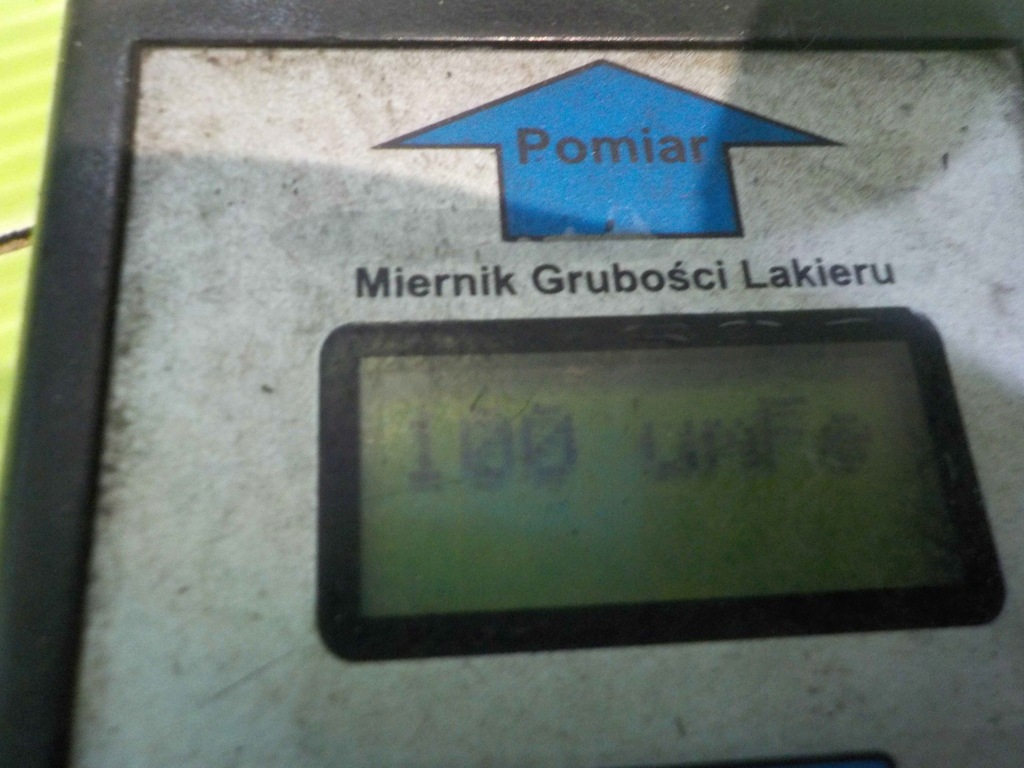 Pomiar
Miernik Grubości Lakieru
100 umFe